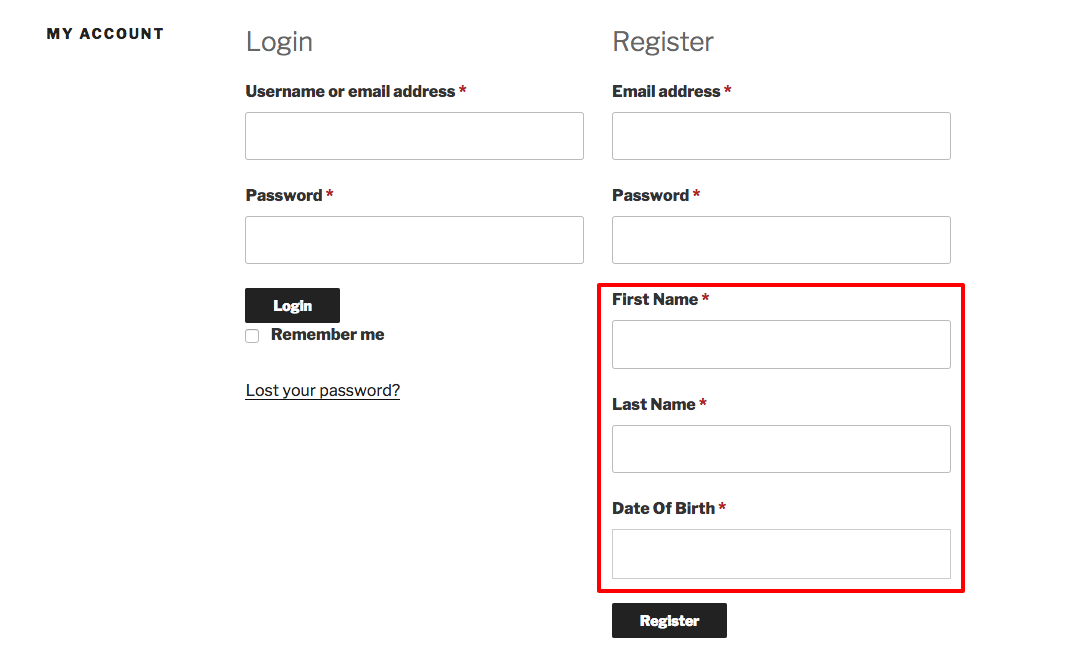 MY ACCOUNT
Login
Username or email address *
Password *
Login
Remember me
Lost your password?
Register
Email address *
Password *
First Name *
Last Name *
Date Of Birth *
Register